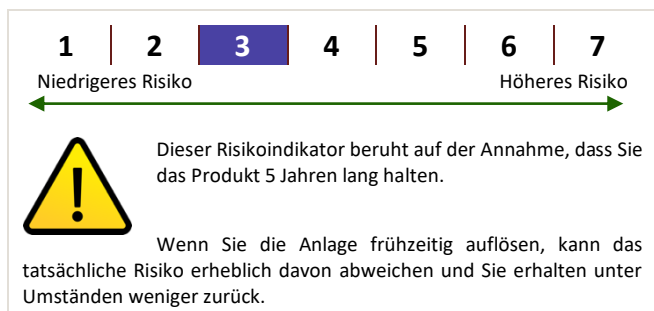 1 2 3 4 5 6 7
Niedrigeres Risiko Höheres Risiko
Dieser Risikoindikator beruht auf der Annahme, dass Sie
das Produkt 5 Jahren lang halten.
Wenn Sie die Anlage frühzeitig auflösen, kann das
tatsächliche Risiko erheblich davon abweichen und Sie erhalten unter
Umständen weniger zurück.